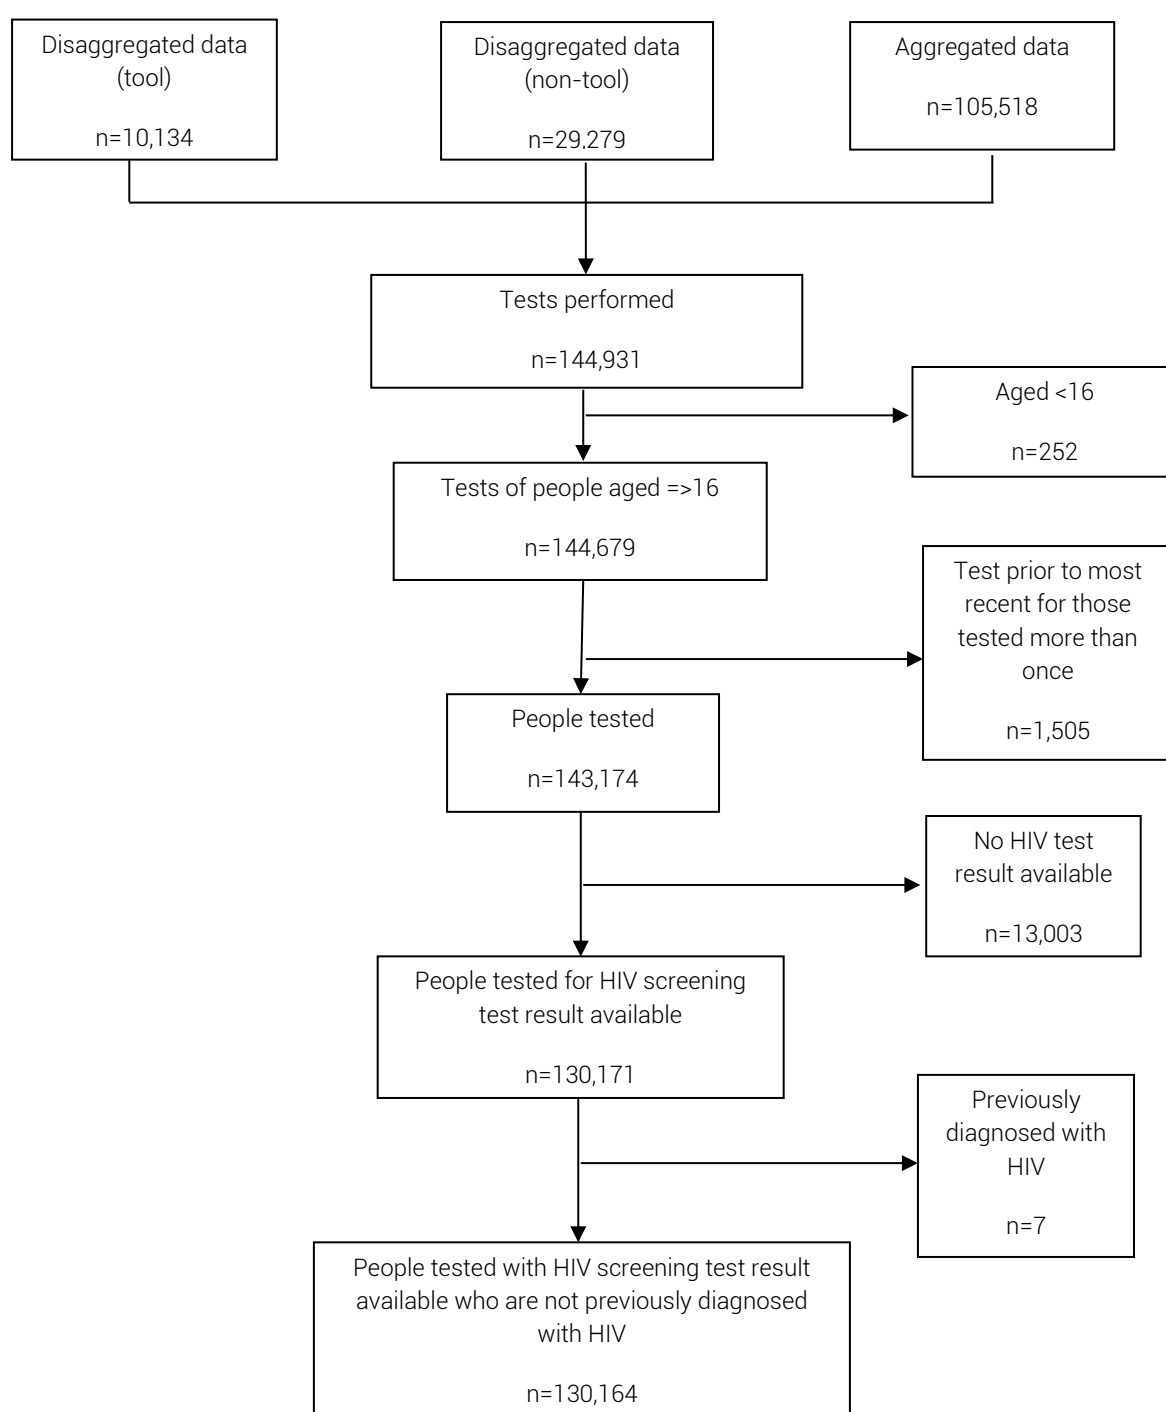 Disaggregated data
(tool)
n=10,134
Disaggregated data
(non-tool)
n=29,279
Aggregated data
n=105,518
Tests performed
n=144,931
Aged <16
n=252
Tests of people aged =>16
n=144,679
Test prior to most
recent for those
tested more than
once
n=1,505
People tested
n=143,174
No HIV test
result available
n=13,003
People tested for HIV screening
test result available
n=130,171
Previously
diagnosed with
HIV
n=7
People tested with HIV screening test result
available who are not previously diagnosed
with HIV
n=130,164